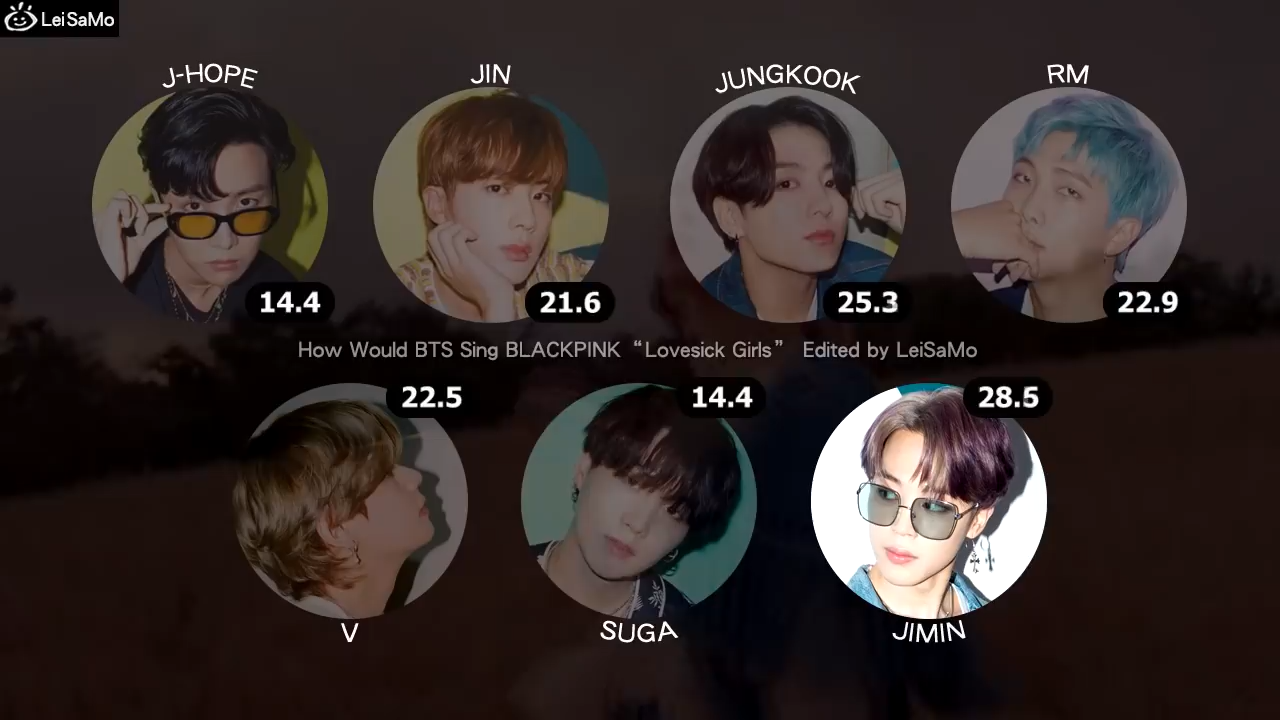 LeiSaMo
J-HOPE
JIN
JUNGKOOK
RM
14.4
21.6
25.3
22.9
How Would BTS Sing BLACKPINK “Lovesick Girls” Edited by LeiSaMo
22.5
14.4
28.5
V
SUGA
JIMIN